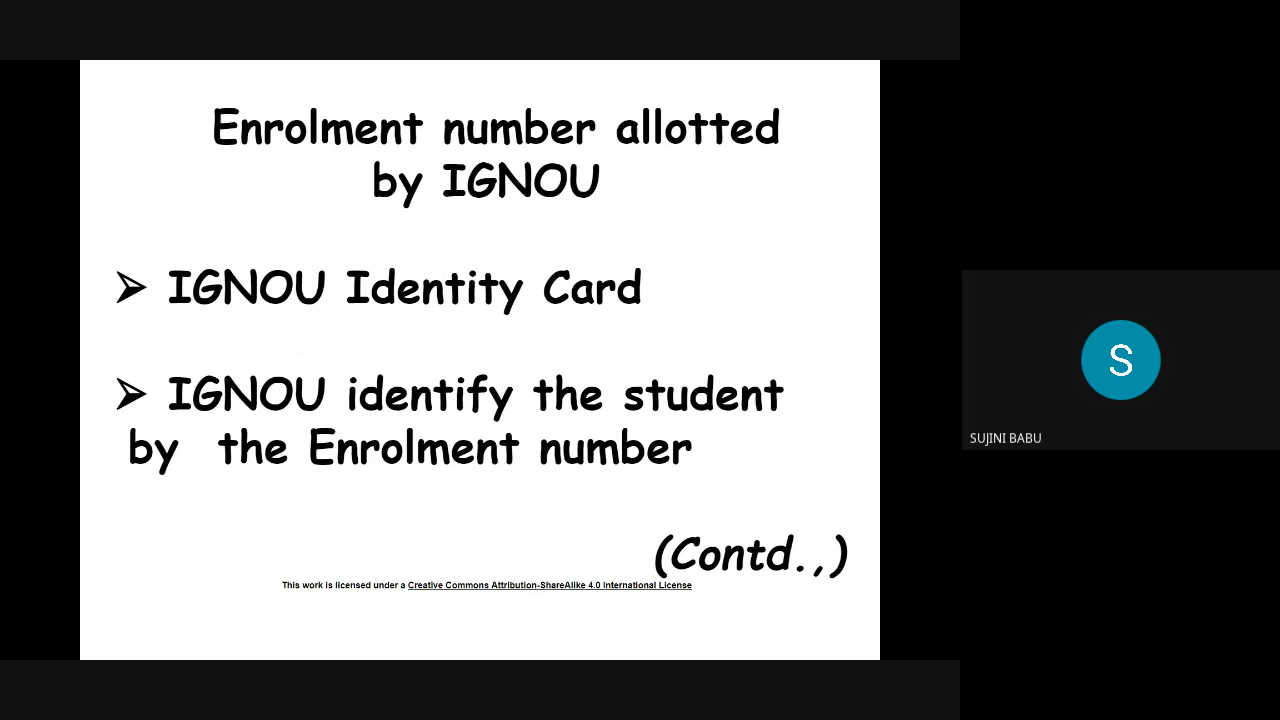 Enrolment number allotted
by IGNOU
➢ IGNOU Identity Card
➢ IGNOU identify the student
by the Enrolment number
(Contd.,)
This work is licensed under a Creative Commons Attribution-ShareAlike 4.0 International License
S
SUJINI BABU